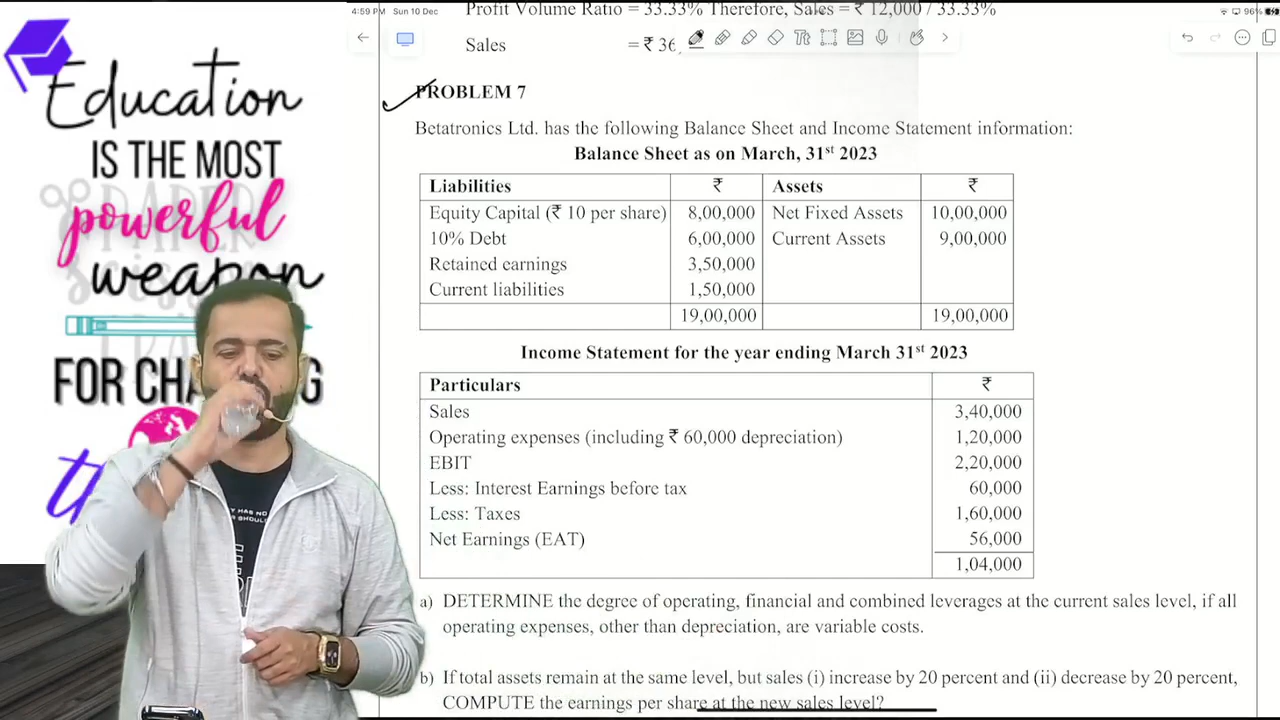 4:59 PM Sun 10 Dec
96%
Profit Volume Ratio = 33.33% Therefore, Sales = ₹ 12,000 / 33.33%
Sales = ₹ 36,
Education
IS THE MOST
powerful
weapon
FOR CHA NG
PROBLEM 7
Betatronics Ltd. has the following Balance Sheet and Income Statement information:
Balance Sheet as on March, 31st 2023
Liabilities ₹ Assets ₹
Equity Capital (₹ 10 per share) 8,00,000 Net Fixed Assets 10,00,000
10% Debt 6,00,000 Current Assets 9,00,000
Retained earnings 3,50,000
Current liabilities 1,50,000
19,00,000 19,00,000
Income Statement for the year ending March 31st 2023
Particulars ₹
Sales 3,40,000
Operating expenses (including ₹ 60,000 depreciation) 1,20,000
EBIT 2,20,000
Less: Interest Earnings before tax 60,000
Less: Taxes 1,60,000
Net Earnings (EAT) 56,000
1,04,000
a) DETERMINE the degree of operating, financial and combined leverages at the current sales level, if all
operating expenses, other than depreciation, are variable costs.
b) If total assets remain at the same level, but sales (i) increase by 20 percent and (ii) decrease by 20 percent,
COMPUTE the earnings per share at the new sales level?